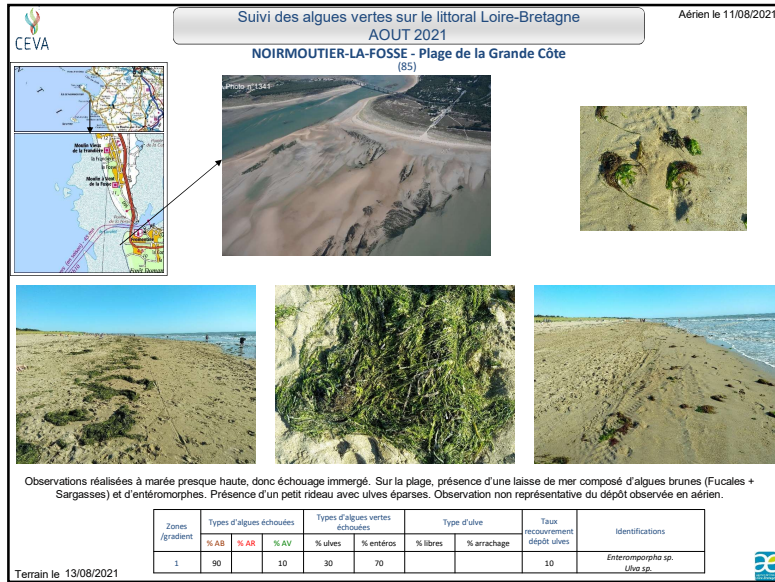 CEVA
Suivi des algues vertes sur le littoral Loire-Bretagne
AOUT 2021
Aérien le 11/08/2021
NOIRMOUTIER-LA-FOSSE - Plage de la Grande Côte
(85)
Photo n°1341
Moulin Vieux
de la Frandière
la Fosse
Moulin à Vent
de la Fosse
Fromentine
Observations réalisées à marée presque haute, donc échouage immergé. Sur la plage, présence d'une laisse de mer composé d'algues brunes (Fucales +
Sargasses) et d'entéromorphes. Présence d'un petit rideau avec ulves éparses. Observation non représentative du dépôt observée en aérien.
Zones /gradient Types d'algues échouées Types d'algues vertes échouées Type d'ulve Taux recouvrement dépôt ulves Identifications
% AB % AR % AV % ulves % entéros % libres % arrachage
1 90 10 30 70 10 Enteromporpha sp.
Ulva sp.
Terrain le 13/08/2021